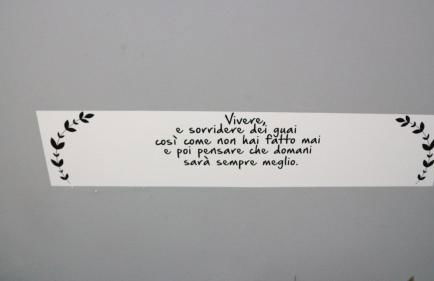 Vivere,
e sorridere dei guai
così come non hai fatto mai
e poi pensare che domani
sarà sempre meglio.